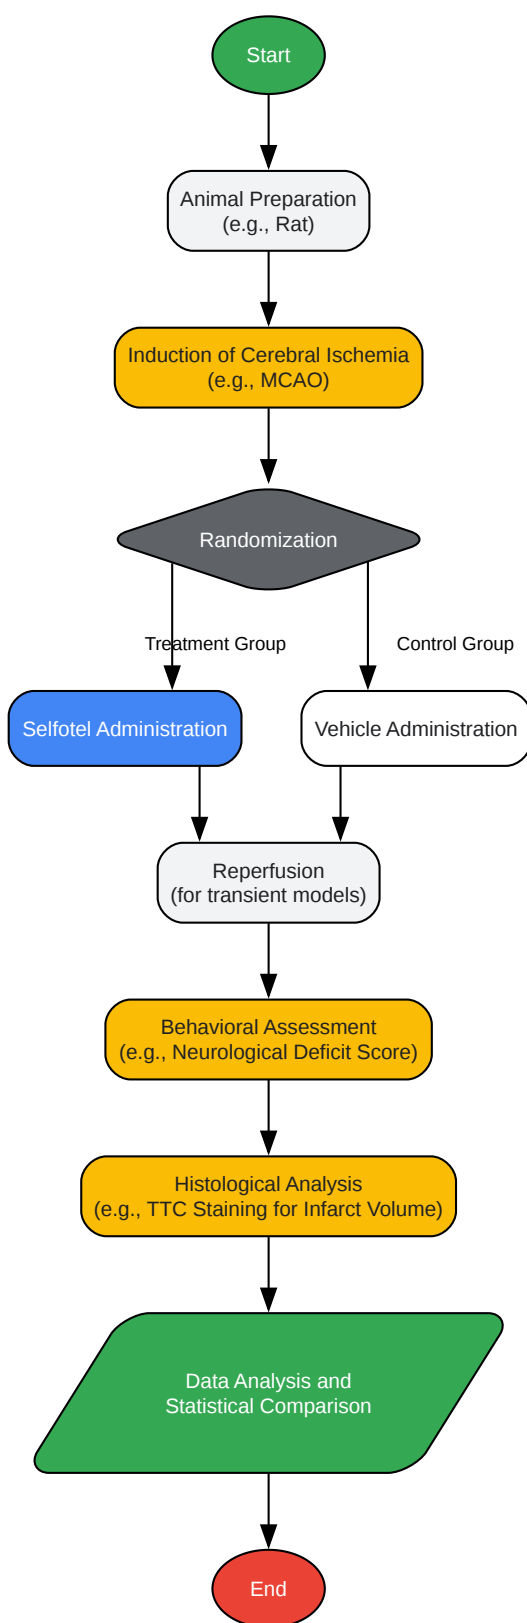 Start
Animal Preparation
(e.g., Rat)
Induction of Cerebral Ischemia
(e.g., MCAO)
Randomization
Treatment Group
Control Group
Selfotel Administration
Vehicle Administration
Reperfusion
(for transient models)
Behavioral Assessment
(e.g., Neurological Deficit Score)
Histological Analysis
(e.g., TTC Staining for Infarct Volume)
Data Analysis and
Statistical Comparison
End